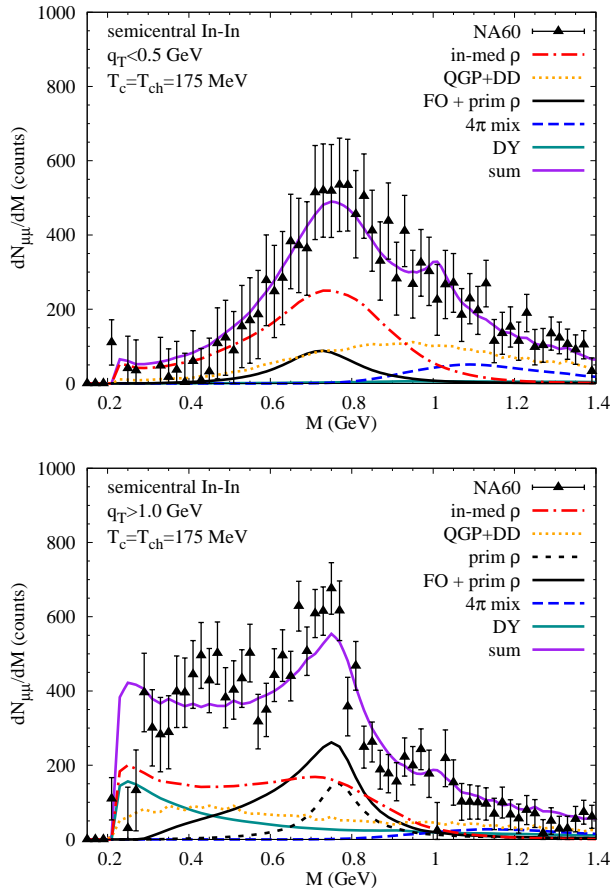 semicentral In-In
q_T<0.5 GeV
T_c=T_ch=175 MeV
NA60
in-med ρ
QGP+DD
FO + prim ρ
4π mix
DY
sum
dN_μμ/dM (counts)
1000
800
600
400
200
0
0.2 0.4 0.6 0.8 1 1.2 1.4
M (GeV)
semicentral In-In
q_T>1.0 GeV
T_c=T_ch=175 MeV
NA60
in-med ρ
QGP+DD
prim ρ
FO + prim ρ
4π mix
DY
sum
dN_μμ/dM (counts)
1000
800
600
400
200
0
0.2 0.4 0.6 0.8 1 1.2 1.4
M (GeV)